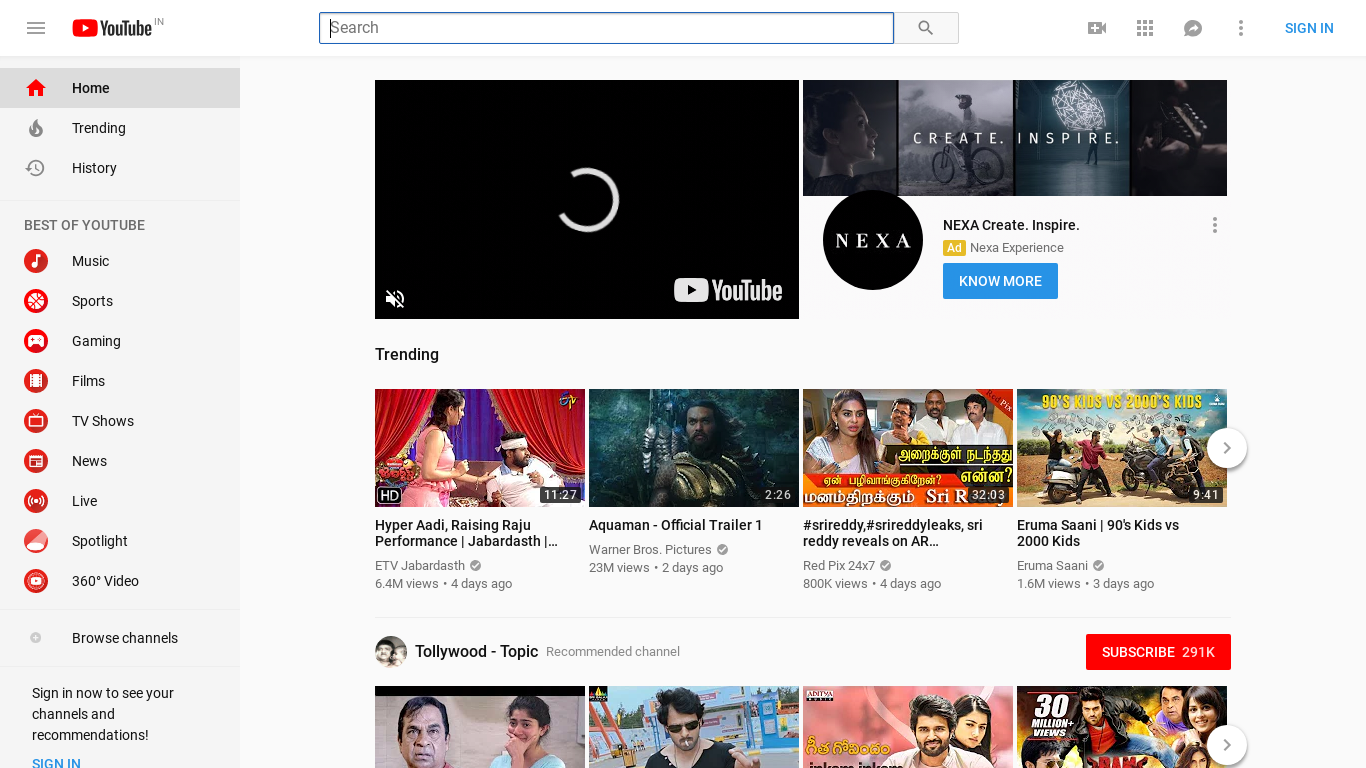 YouTube IN
Search
SIGN IN
Home
Trending
History
BEST OF YOUTUBE
Music
Sports
Gaming
Films
TV Shows
News
Live
Spotlight
360° Video
Browse channels
Sign in now to see your
channels and
recommendations!
SIGN IN
YouTube
CREATE. INSPIRE.
NEXA
NEXA Create. Inspire.
Ad Nexa Experience
KNOW MORE
Trending
HD
11:27
Hyper Aadi, Raising Raju
Performance | Jabardasth |...
ETV Jabardasth
6.4M views • 4 days ago
2:26
Aquaman - Official Trailer 1
Warner Bros. Pictures
23M views • 2 days ago
Red Pix
அறைக்குள் நடந்தது
என்ன?
ஏன் பழிவாங்குகிறேன்?
மனம்திறக்கும் Sri R
32:03
#srireddy,#srireddyleaks, sri
reddy reveals on AR...
Red Pix 24x7
800K views • 4 days ago
90'S KIDS VS 2000'S KIDS
9:41
Eruma Saani | 90's Kids vs
2000 Kids
Eruma Saani
1.6M views • 3 days ago
Tollywood - Topic Recommended channel
SUBSCRIBE 291K
ADITYA
MUSIC
గీత గోవిందం
inkem inkem
30
MILLION+
VIEWS